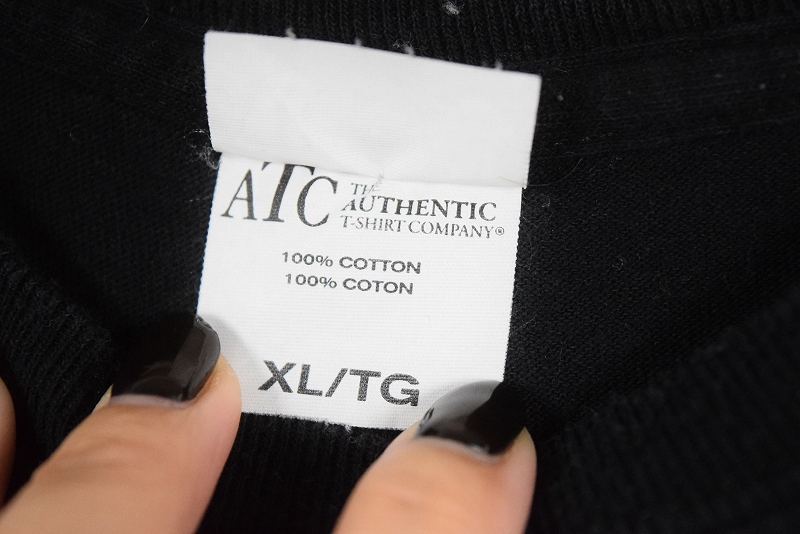 ATC THE
AUTHENTIC
T-SHIRT COMPANY®
100% COTTON
100% COTON
XL/TG